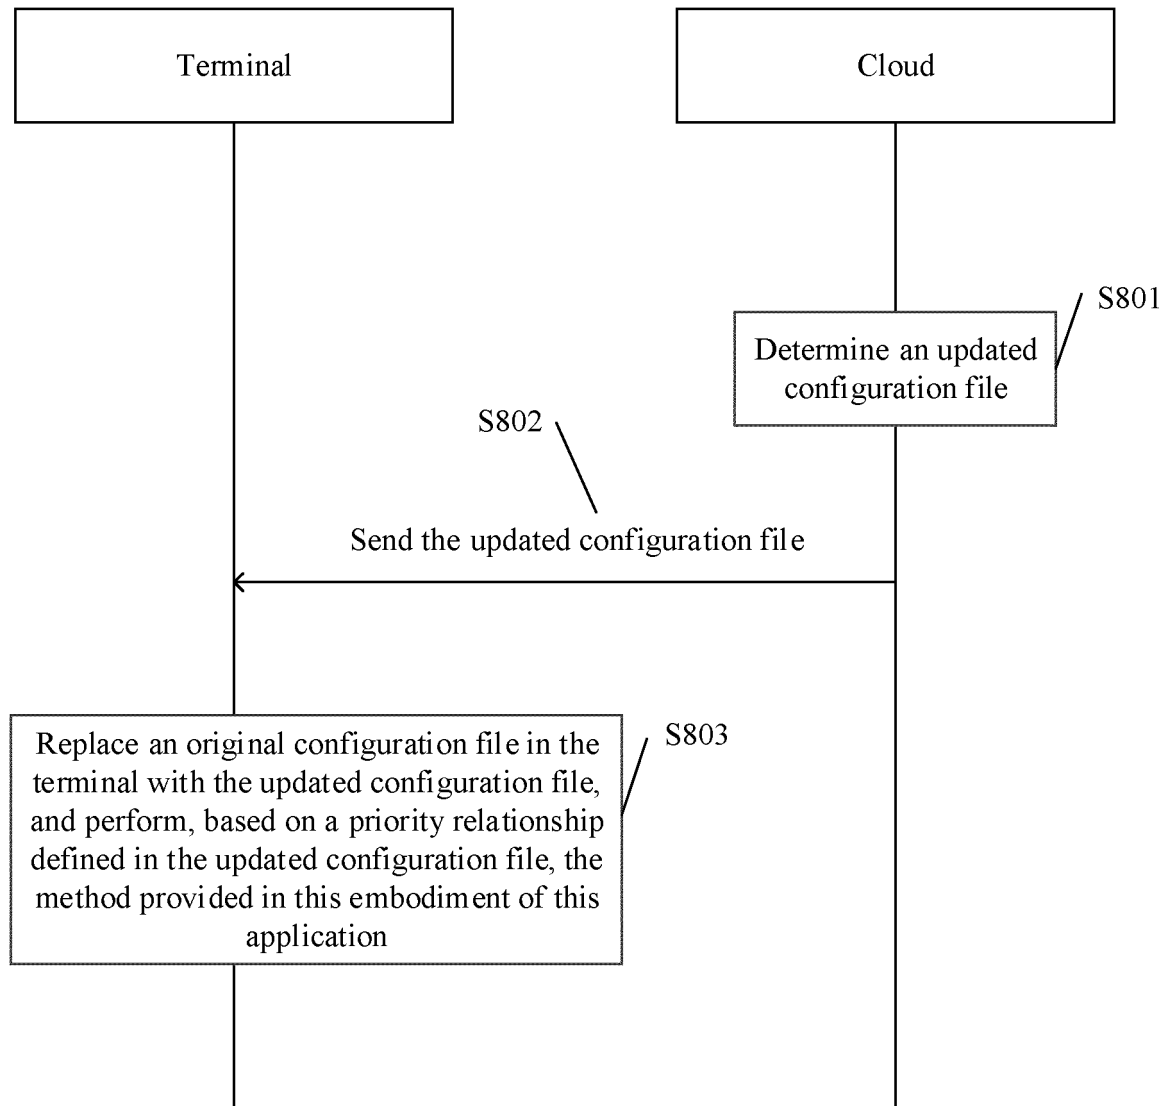 Terminal
Cloud
S801
Determine an updated
configuration file
S802
Send the updated configuration file
S803
Replace an original configuration file in the
terminal with the updated configuration file,
and perform, based on a priority relationship
defined in the updated configuration file, the
method provided in this embodiment of this
application